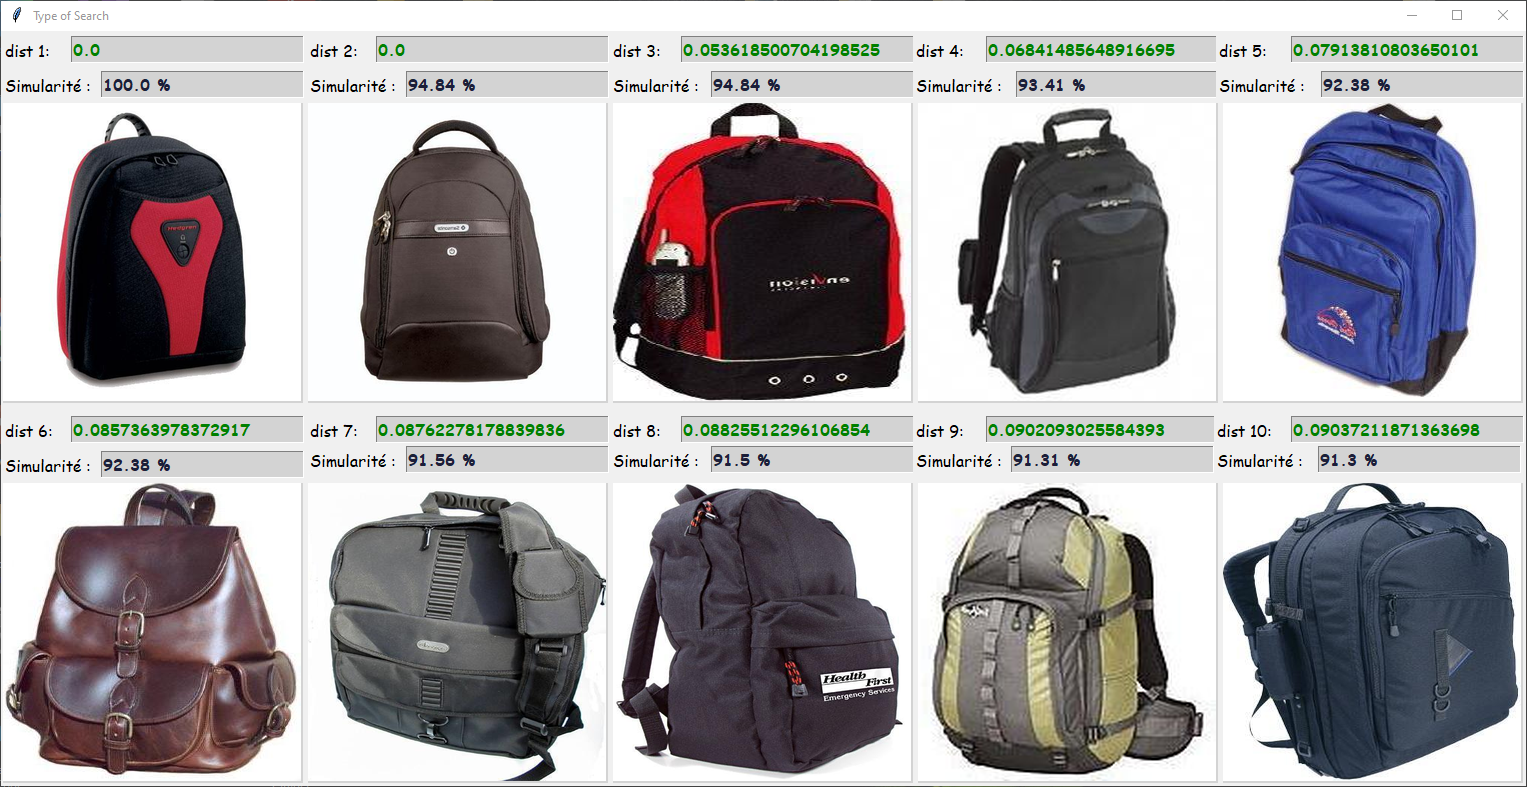 Type of Search
dist 1: 0.0
dist 2: 0.0
dist 3: 0.053618500704198525
dist 4: 0.06841485648916695
dist 5: 0.07913810803650101
Simularité : 100.0 %
Simularité : 94.84 %
Simularité : 94.84 %
Simularité : 93.41 %
Simularité : 92.38 %
Hedgren
Samsonite
envision
dist 6: 0.0857363978372917
dist 7: 0.08762278178839836
dist 8: 0.08825512296106854
dist 9: 0.0902093025584393
dist 10: 0.09037211871363698
Simularité : 92.38 %
Simularité : 91.56 %
Simularité : 91.5 %
Simularité : 91.31 %
Simularité : 91.3 %
Health
First
Emergency Services